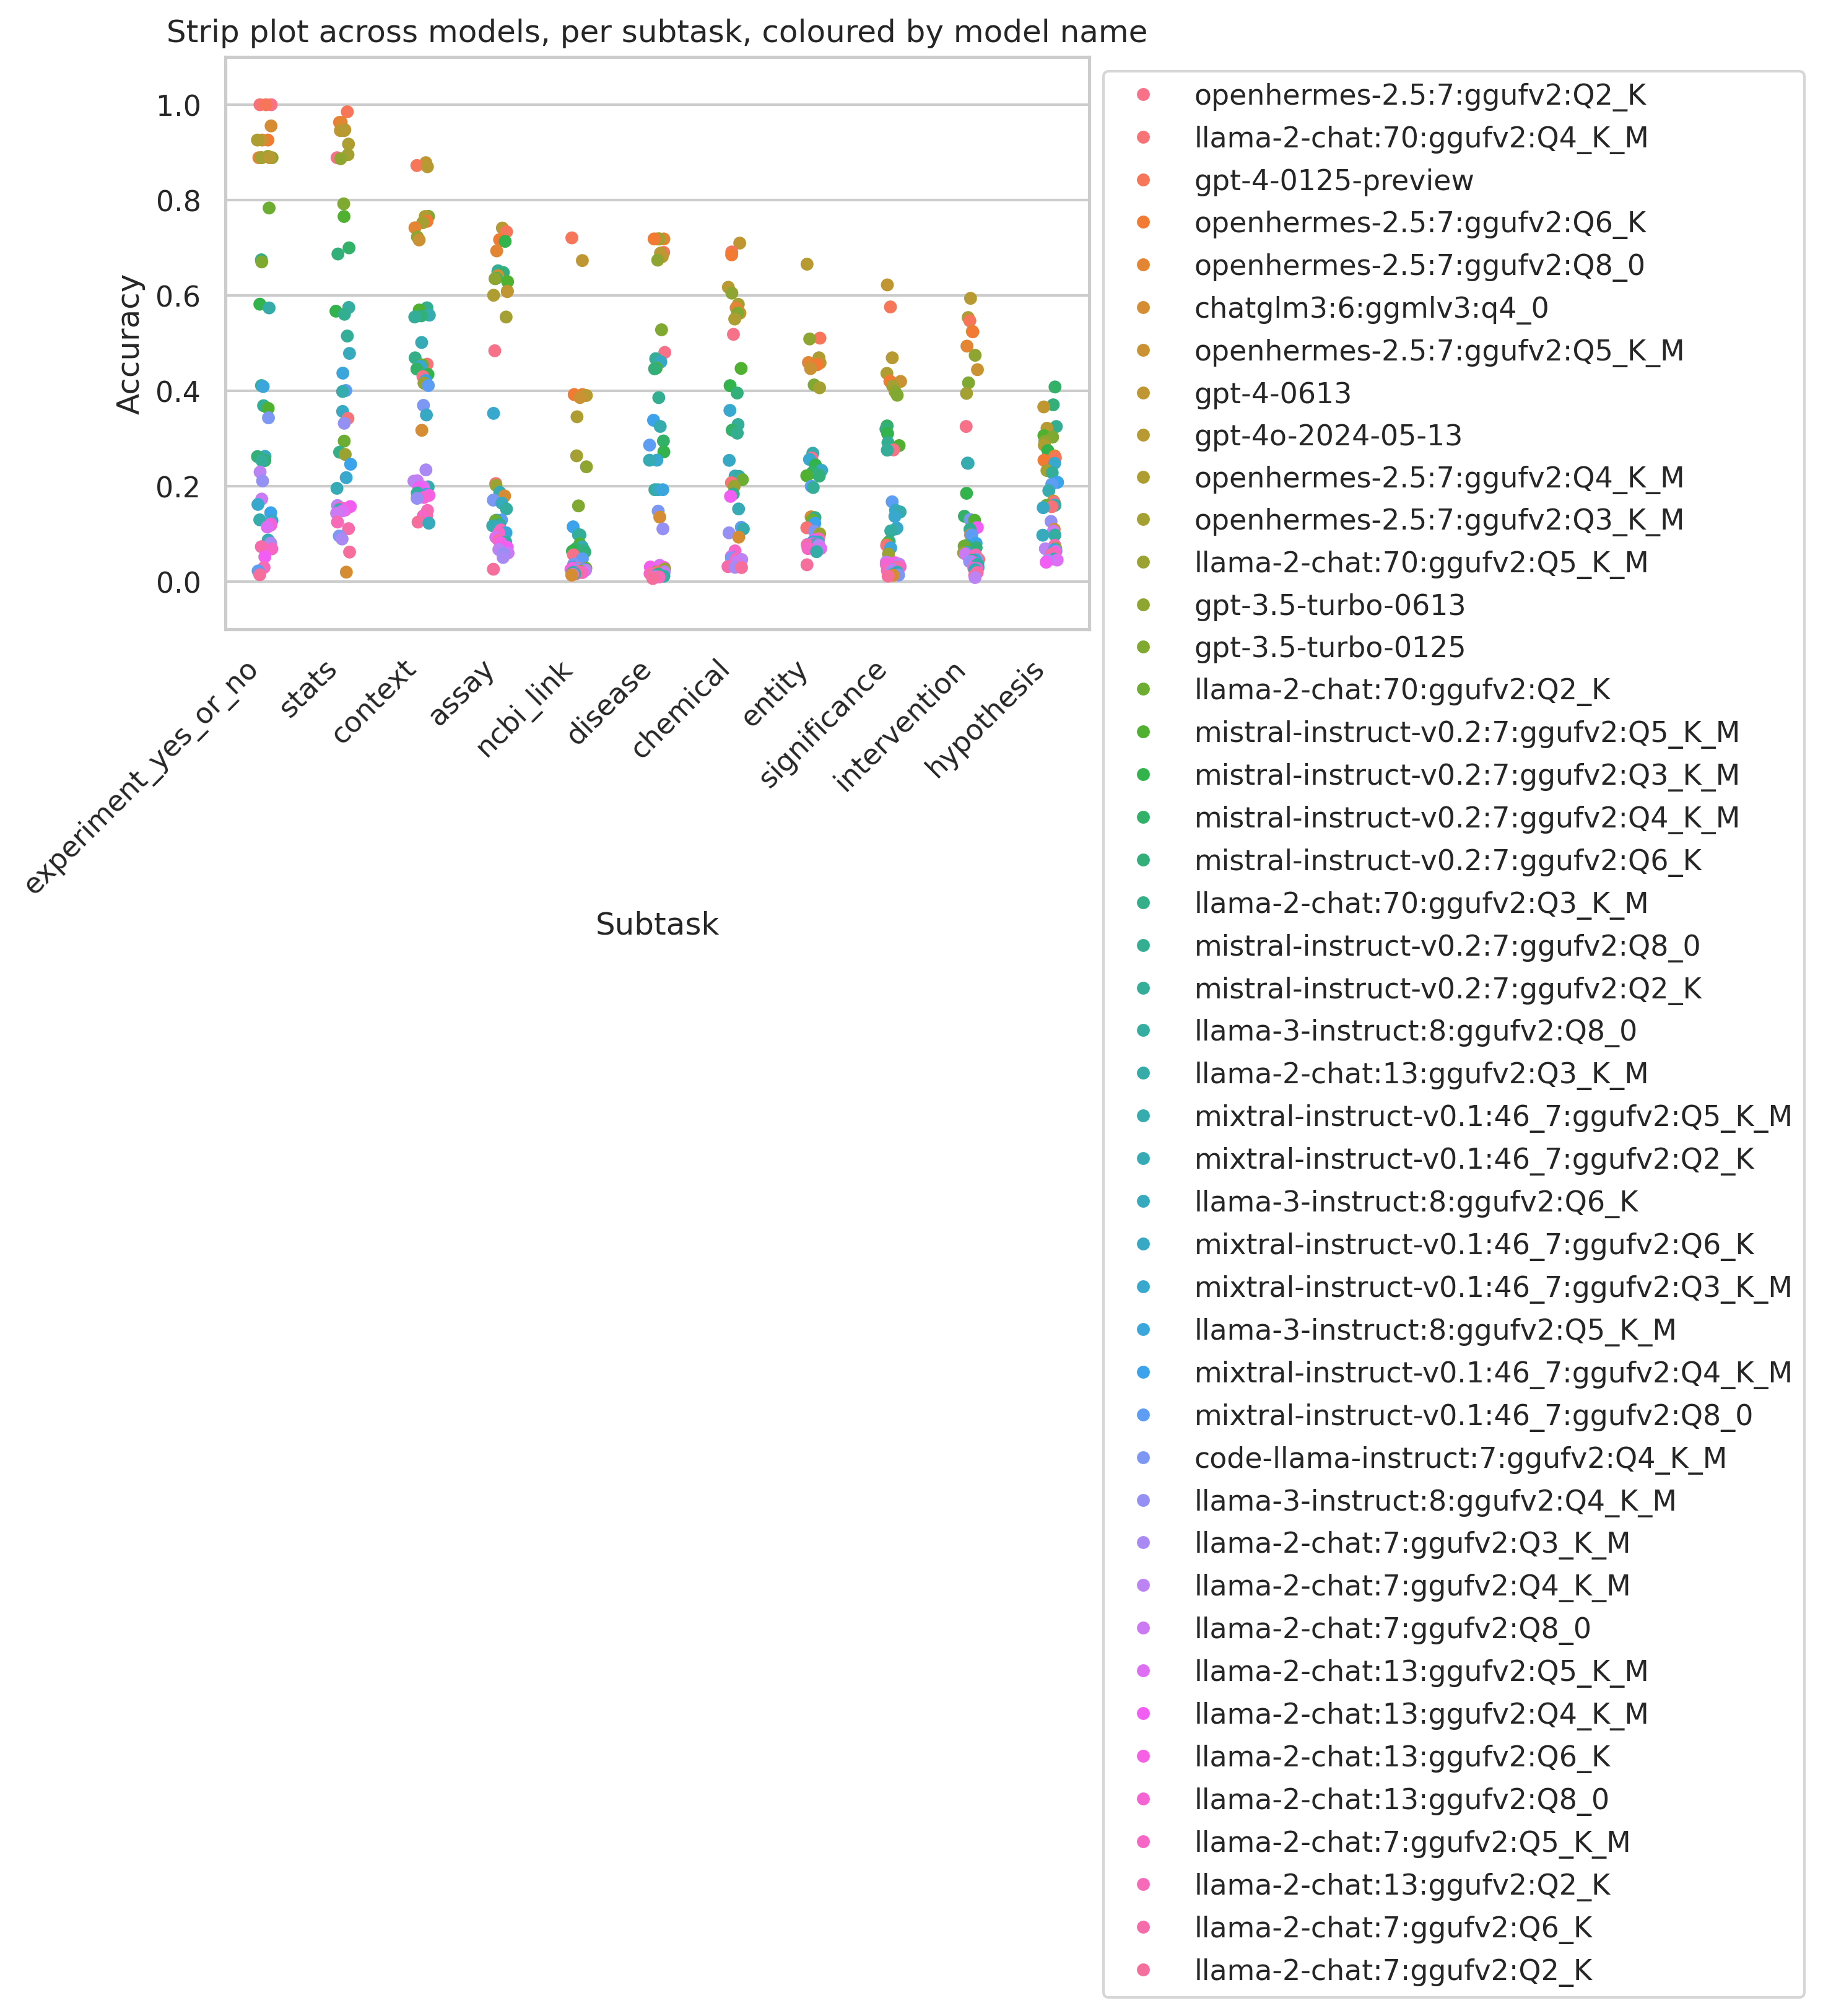 Strip plot across models, per subtask, coloured by model name
Accuracy
1.0
0.8
0.6
0.4
0.2
0.0
experiment_yes_or_no
stats
context
assay
ncbi_link
disease
chemical
entity
significance
intervention
hypothesis
Subtask
openhermes-2.5:7:ggufv2:Q2_K
llama-2-chat:70:ggufv2:Q4_K_M
gpt-4-0125-preview
openhermes-2.5:7:ggufv2:Q6_K
openhermes-2.5:7:ggufv2:Q8_0
chatglm3:6:ggmlv3:q4_0
openhermes-2.5:7:ggufv2:Q5_K_M
gpt-4-0613
gpt-4o-2024-05-13
openhermes-2.5:7:ggufv2:Q4_K_M
openhermes-2.5:7:ggufv2:Q3_K_M
llama-2-chat:70:ggufv2:Q5_K_M
gpt-3.5-turbo-0613
gpt-3.5-turbo-0125
llama-2-chat:70:ggufv2:Q2_K
mistral-instruct-v0.2:7:ggufv2:Q5_K_M
mistral-instruct-v0.2:7:ggufv2:Q3_K_M
mistral-instruct-v0.2:7:ggufv2:Q4_K_M
mistral-instruct-v0.2:7:ggufv2:Q6_K
llama-2-chat:70:ggufv2:Q3_K_M
mistral-instruct-v0.2:7:ggufv2:Q8_0
mistral-instruct-v0.2:7:ggufv2:Q2_K
llama-3-instruct:8:ggufv2:Q8_0
llama-2-chat:13:ggufv2:Q3_K_M
mixtral-instruct-v0.1:46_7:ggufv2:Q5_K_M
mixtral-instruct-v0.1:46_7:ggufv2:Q2_K
llama-3-instruct:8:ggufv2:Q6_K
mixtral-instruct-v0.1:46_7:ggufv2:Q6_K
mixtral-instruct-v0.1:46_7:ggufv2:Q3_K_M
llama-3-instruct:8:ggufv2:Q5_K_M
mixtral-instruct-v0.1:46_7:ggufv2:Q4_K_M
mixtral-instruct-v0.1:46_7:ggufv2:Q8_0
code-llama-instruct:7:ggufv2:Q4_K_M
llama-3-instruct:8:ggufv2:Q4_K_M
llama-2-chat:7:ggufv2:Q3_K_M
llama-2-chat:7:ggufv2:Q4_K_M
llama-2-chat:7:ggufv2:Q8_0
llama-2-chat:13:ggufv2:Q5_K_M
llama-2-chat:13:ggufv2:Q4_K_M
llama-2-chat:13:ggufv2:Q6_K
llama-2-chat:13:ggufv2:Q8_0
llama-2-chat:7:ggufv2:Q5_K_M
llama-2-chat:13:ggufv2:Q2_K
llama-2-chat:7:ggufv2:Q6_K
llama-2-chat:7:ggufv2:Q2_K